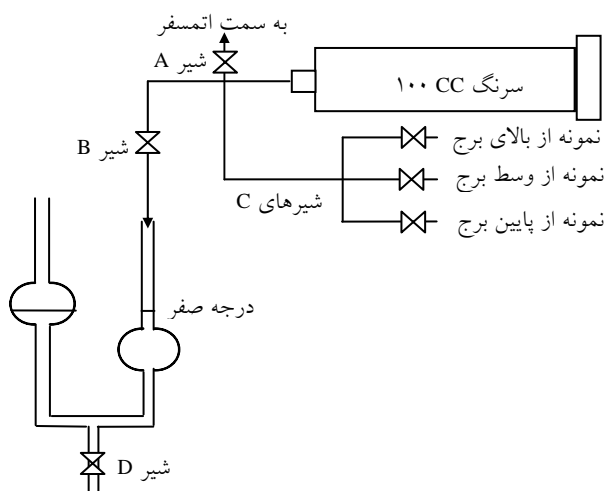 به سمت اتمسفر
شیر A
سرنگ ۱۰۰ CC
شیر B
نمونه از بالای برج
نمونه از وسط برج
شیرهای C
نمونه از پایین برج
درجه صفر
شیر D